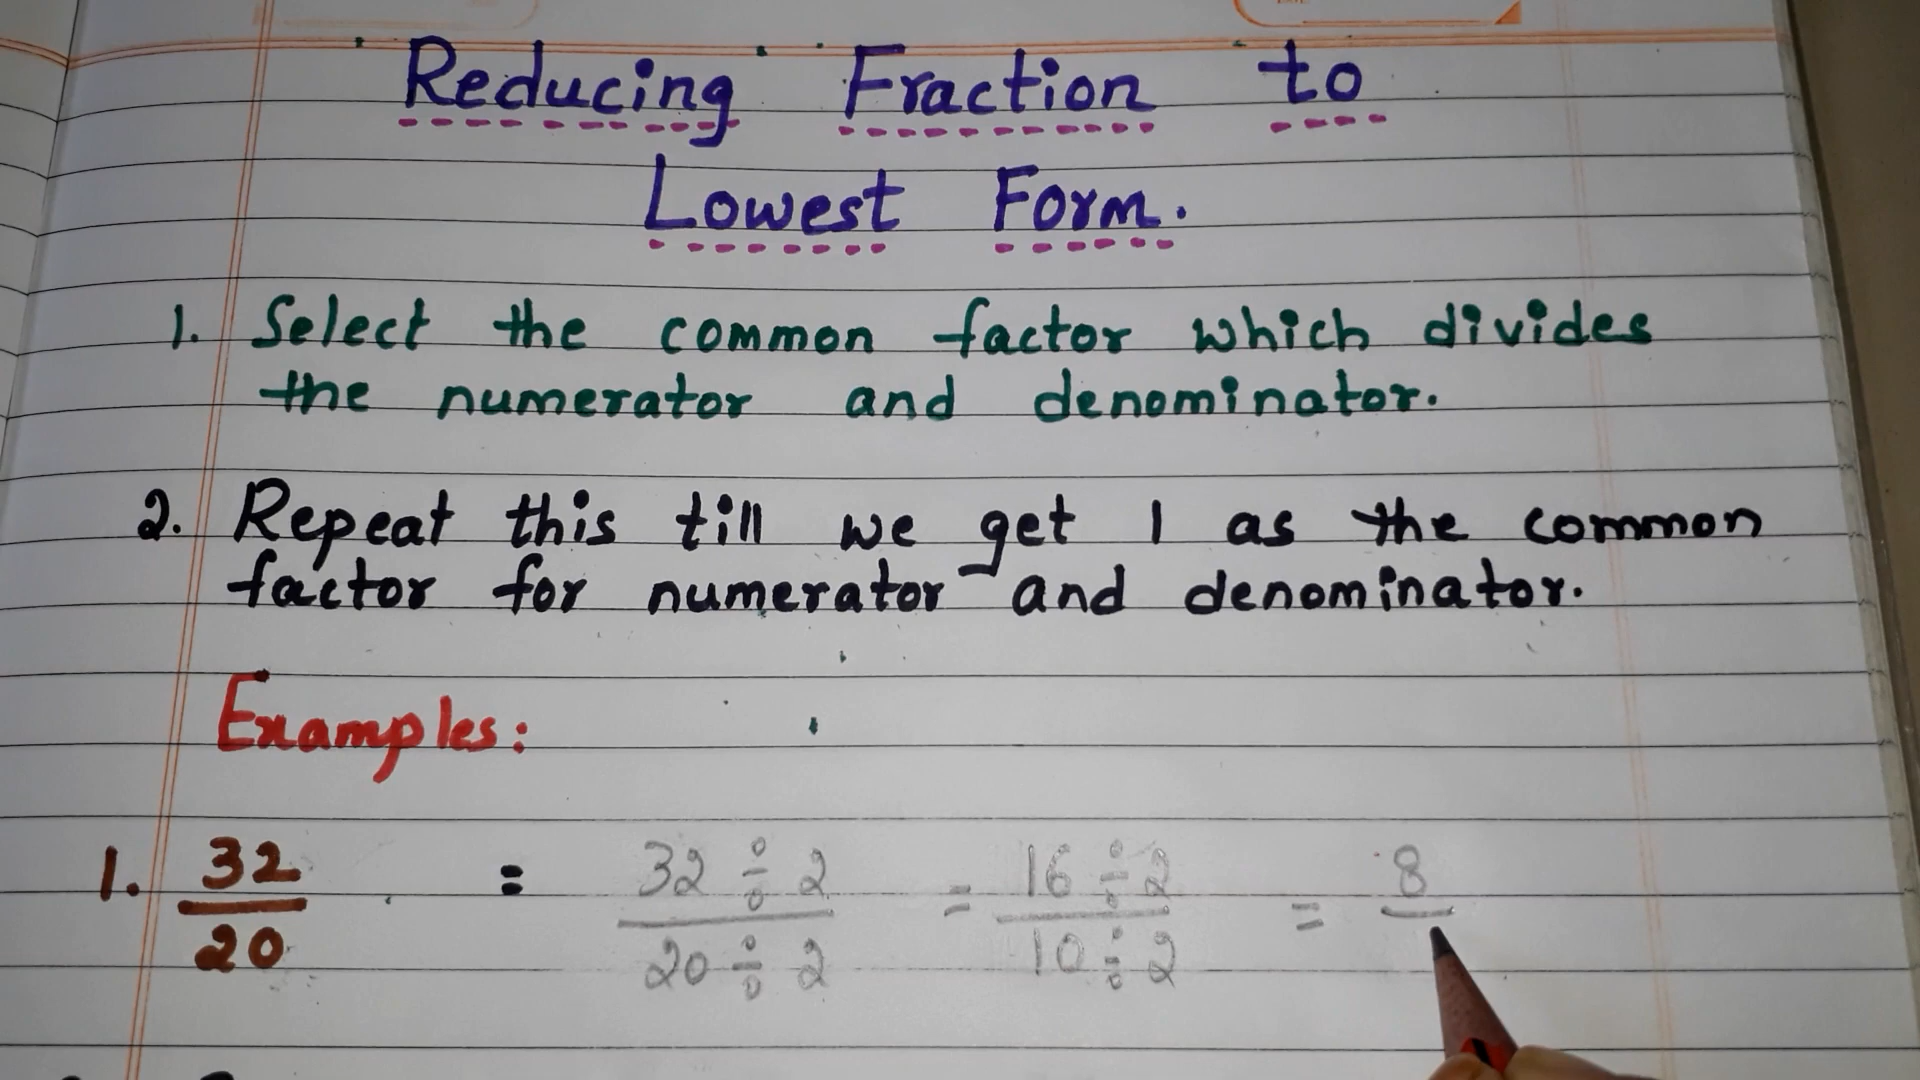 Reducing Fraction to
Lowest Form.
1. Select the common factor which divides
the numerator and denominator.
2. Repeat this till we get 1 as the common
factor for numerator and denominator.
Examples:
1. 32/20 = 32 ÷ 2/20 ÷ 2 = 16 ÷ 2/10 ÷ 2 = 8/